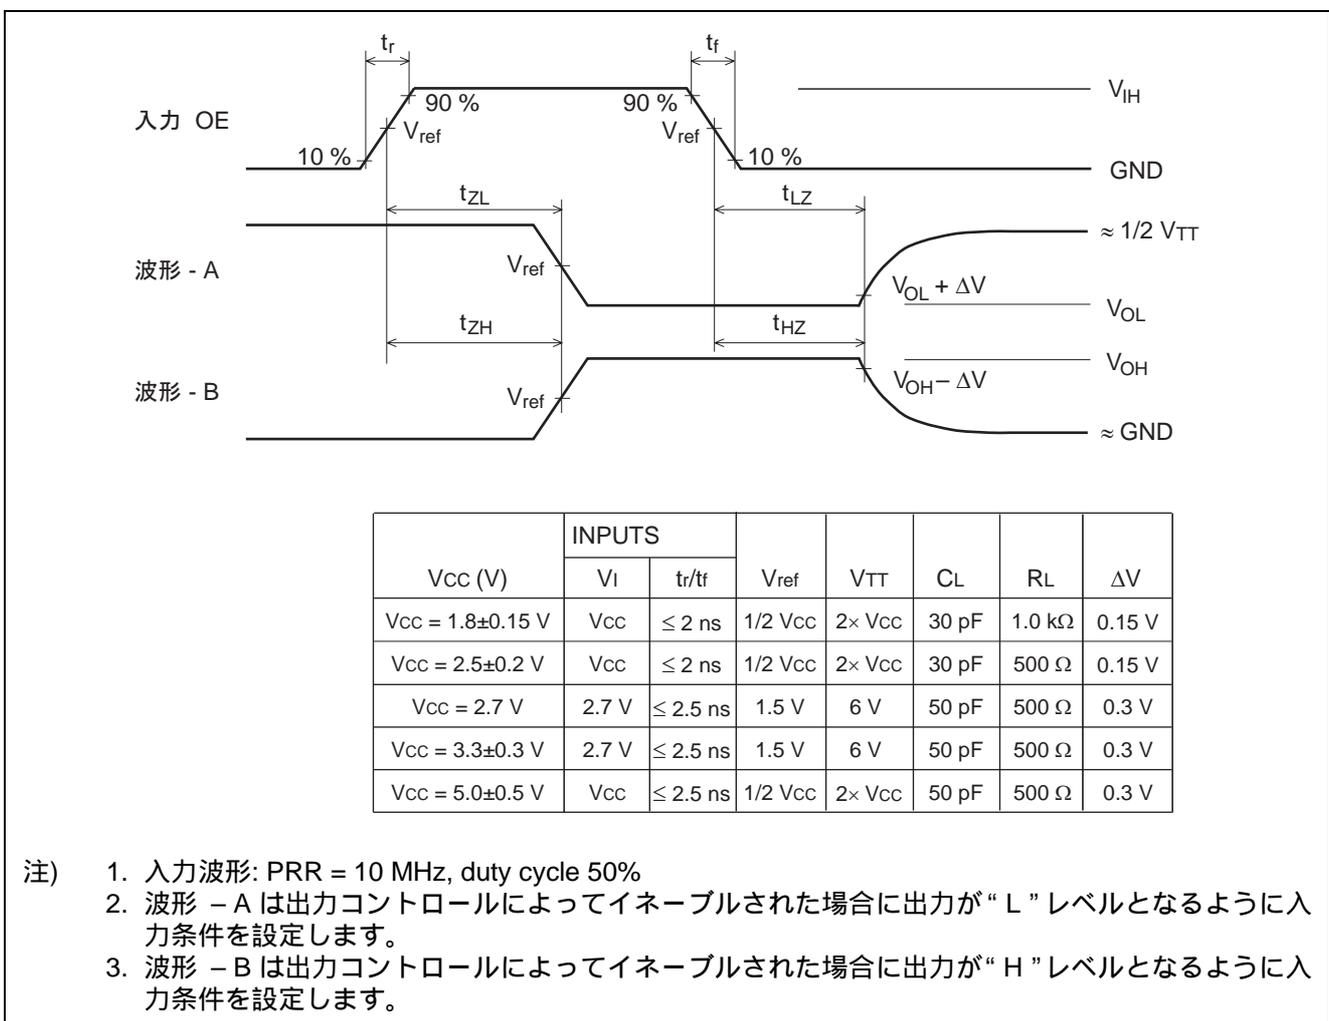 tr tf
90 % 90 % VIH
入力 OE Vref Vref
10 % 10 % GND
tZL tLZ
≈ 1/2 VTT
波形 - A Vref VOL + ΔV
VOL
tZH tHZ
VOH
波形 - B Vref VOH − ΔV
≈ GND
INPUTS
VCC (V) VI tr/tf Vref VTT CL RL ΔV
VCC = 1.8±0.15 V VCC ≤ 2 ns 1/2 VCC 2× VCC 30 pF 1.0 kΩ 0.15 V
VCC = 2.5±0.2 V VCC ≤ 2 ns 1/2 VCC 2× VCC 30 pF 500 Ω 0.15 V
VCC = 2.7 V 2.7 V ≤ 2.5 ns 1.5 V 6 V 50 pF 500 Ω 0.3 V
VCC = 3.3±0.3 V 2.7 V ≤ 2.5 ns 1.5 V 6 V 50 pF 500 Ω 0.3 V
VCC = 5.0±0.5 V VCC ≤ 2.5 ns 1/2 VCC 2× VCC 50 pF 500 Ω 0.3 V
注) 1. 入力波形: PRR = 10 MHz, duty cycle 50%
2. 波形 – A は出力コントロールによってイネーブルされた場合に出力が“ L ”レベルとなるように入
力条件を設定します。
3. 波形 – B は出力コントロールによってイネーブルされた場合に出力が“ H ”レベルとなるように入
力条件を設定します。